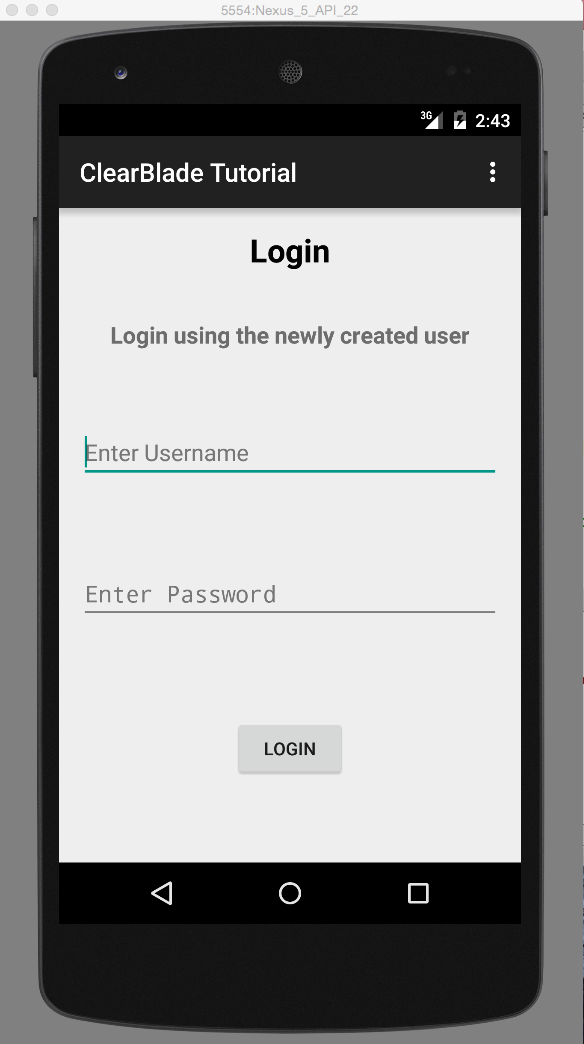 5554:Nexus_5_API_22
3G 2:43
ClearBlade Tutorial
Login
Login using the newly created user
Enter Username
Enter Password
LOGIN